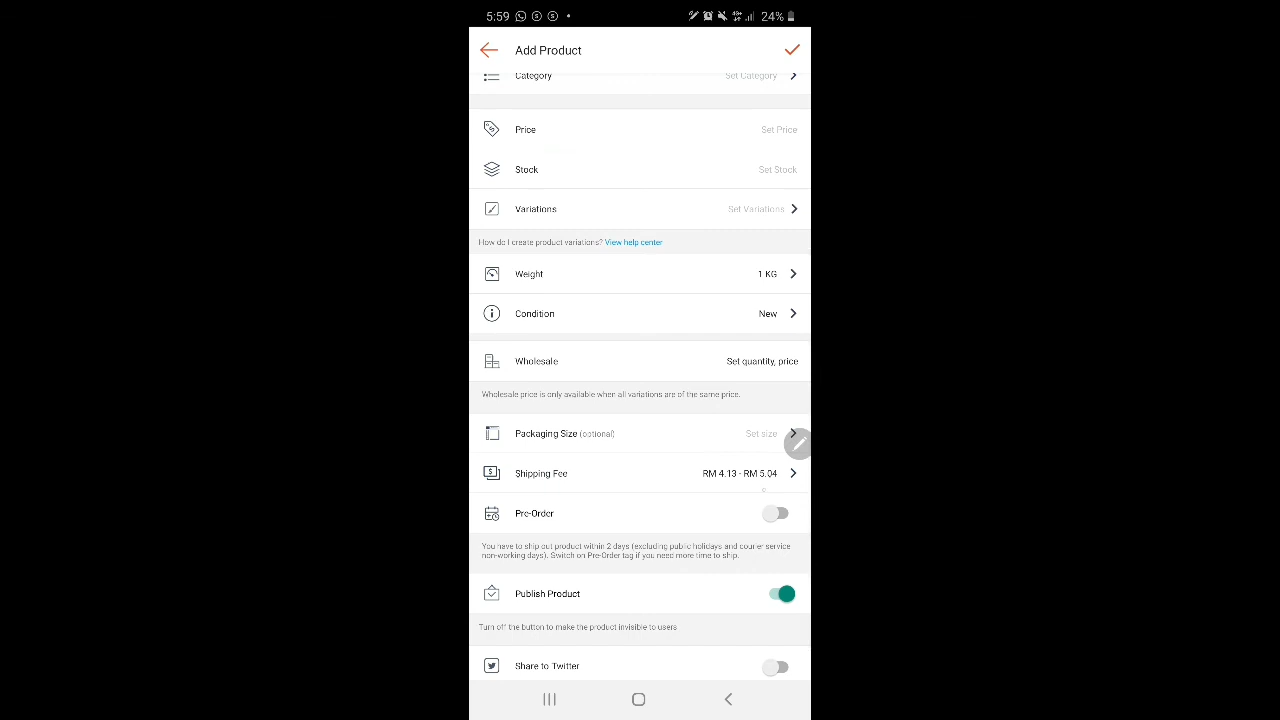 5:59 24%
Add Product
Category Set Category
Price Set Price
Stock Set Stock
Variations Set Variations
How do I create product variations? View help center
Weight 1 KG
Condition New
Wholesale Set quantity, price
Wholesale price is only available when all variations are of the same price.
Packaging Size (optional) Set size
Shipping Fee RM 4.13 - RM 5.04
Pre-Order
You have to ship out product within 2 days (excluding public holidays and courier service
non-working days). Switch on Pre-Order tag if you need more time to ship.
Publish Product
Turn off the button to make the product invisible to users
Share to Twitter